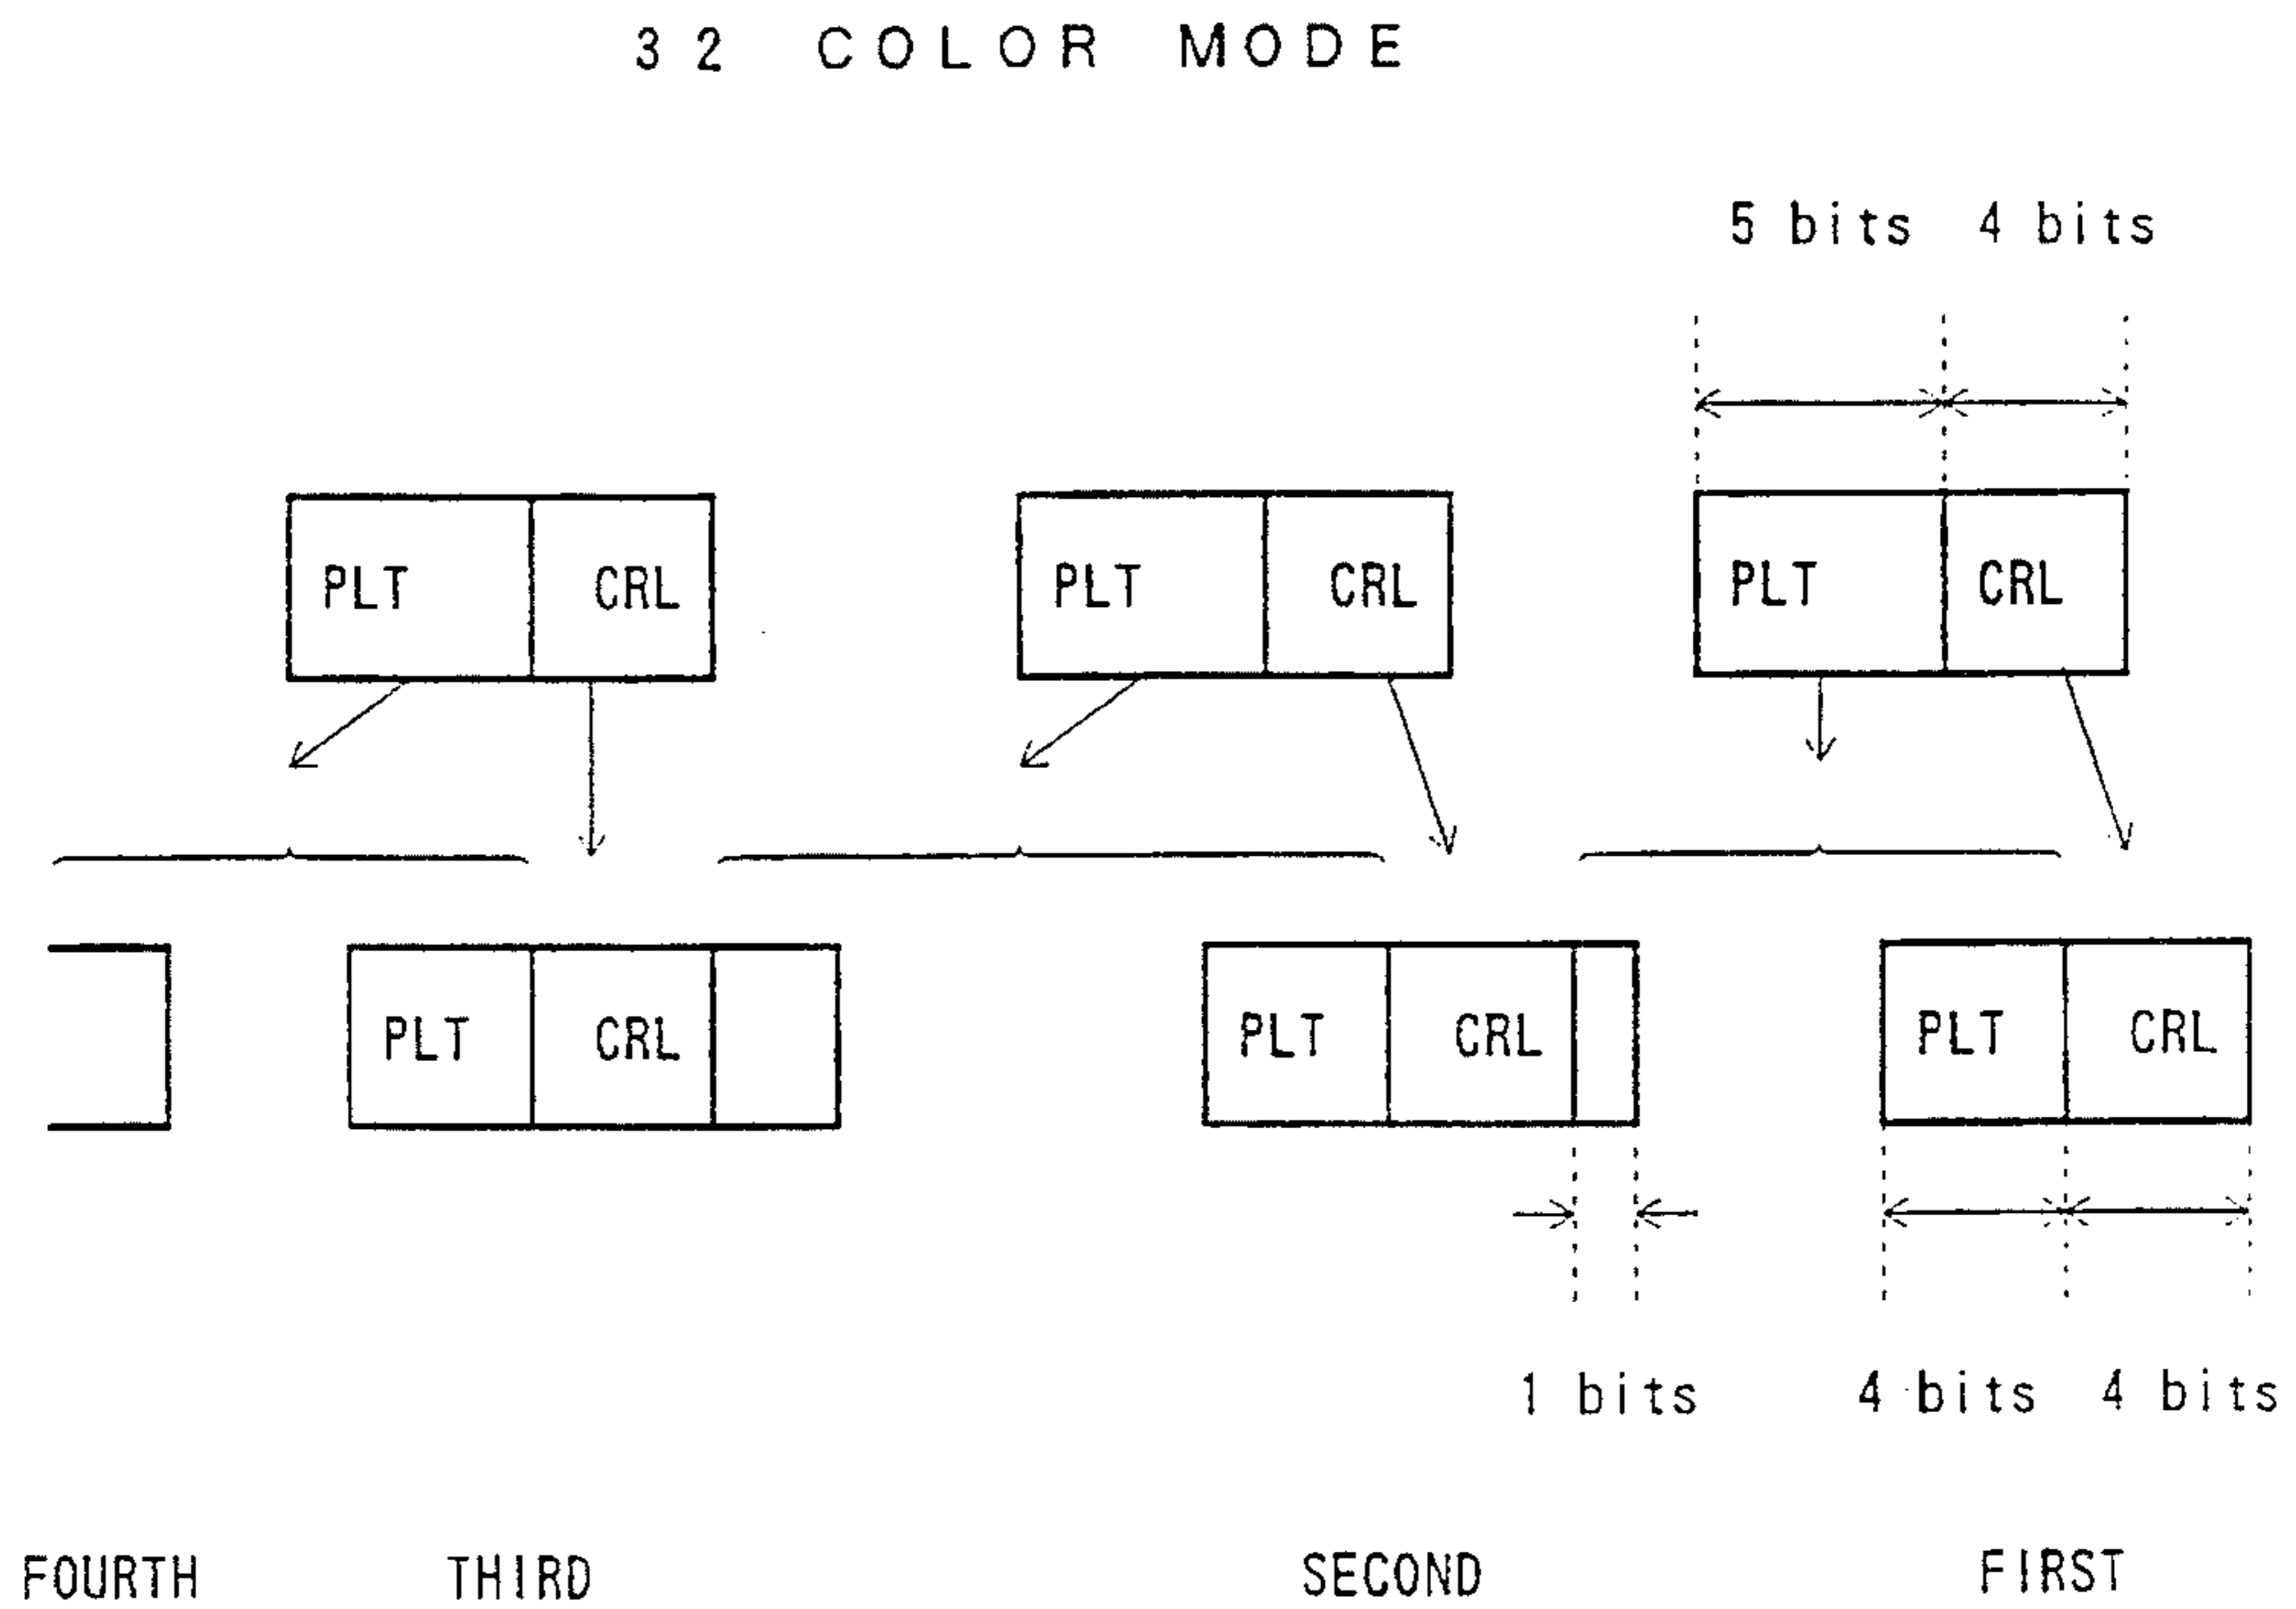 32 COLOR MODE
5 bits 4 bits
PLT CRL PLT CRL PLT CRL
PLT CRL PLT CRL PLT CRL
1 bits 4 bits 4 bits
FOURTH THIRD SECOND FIRST